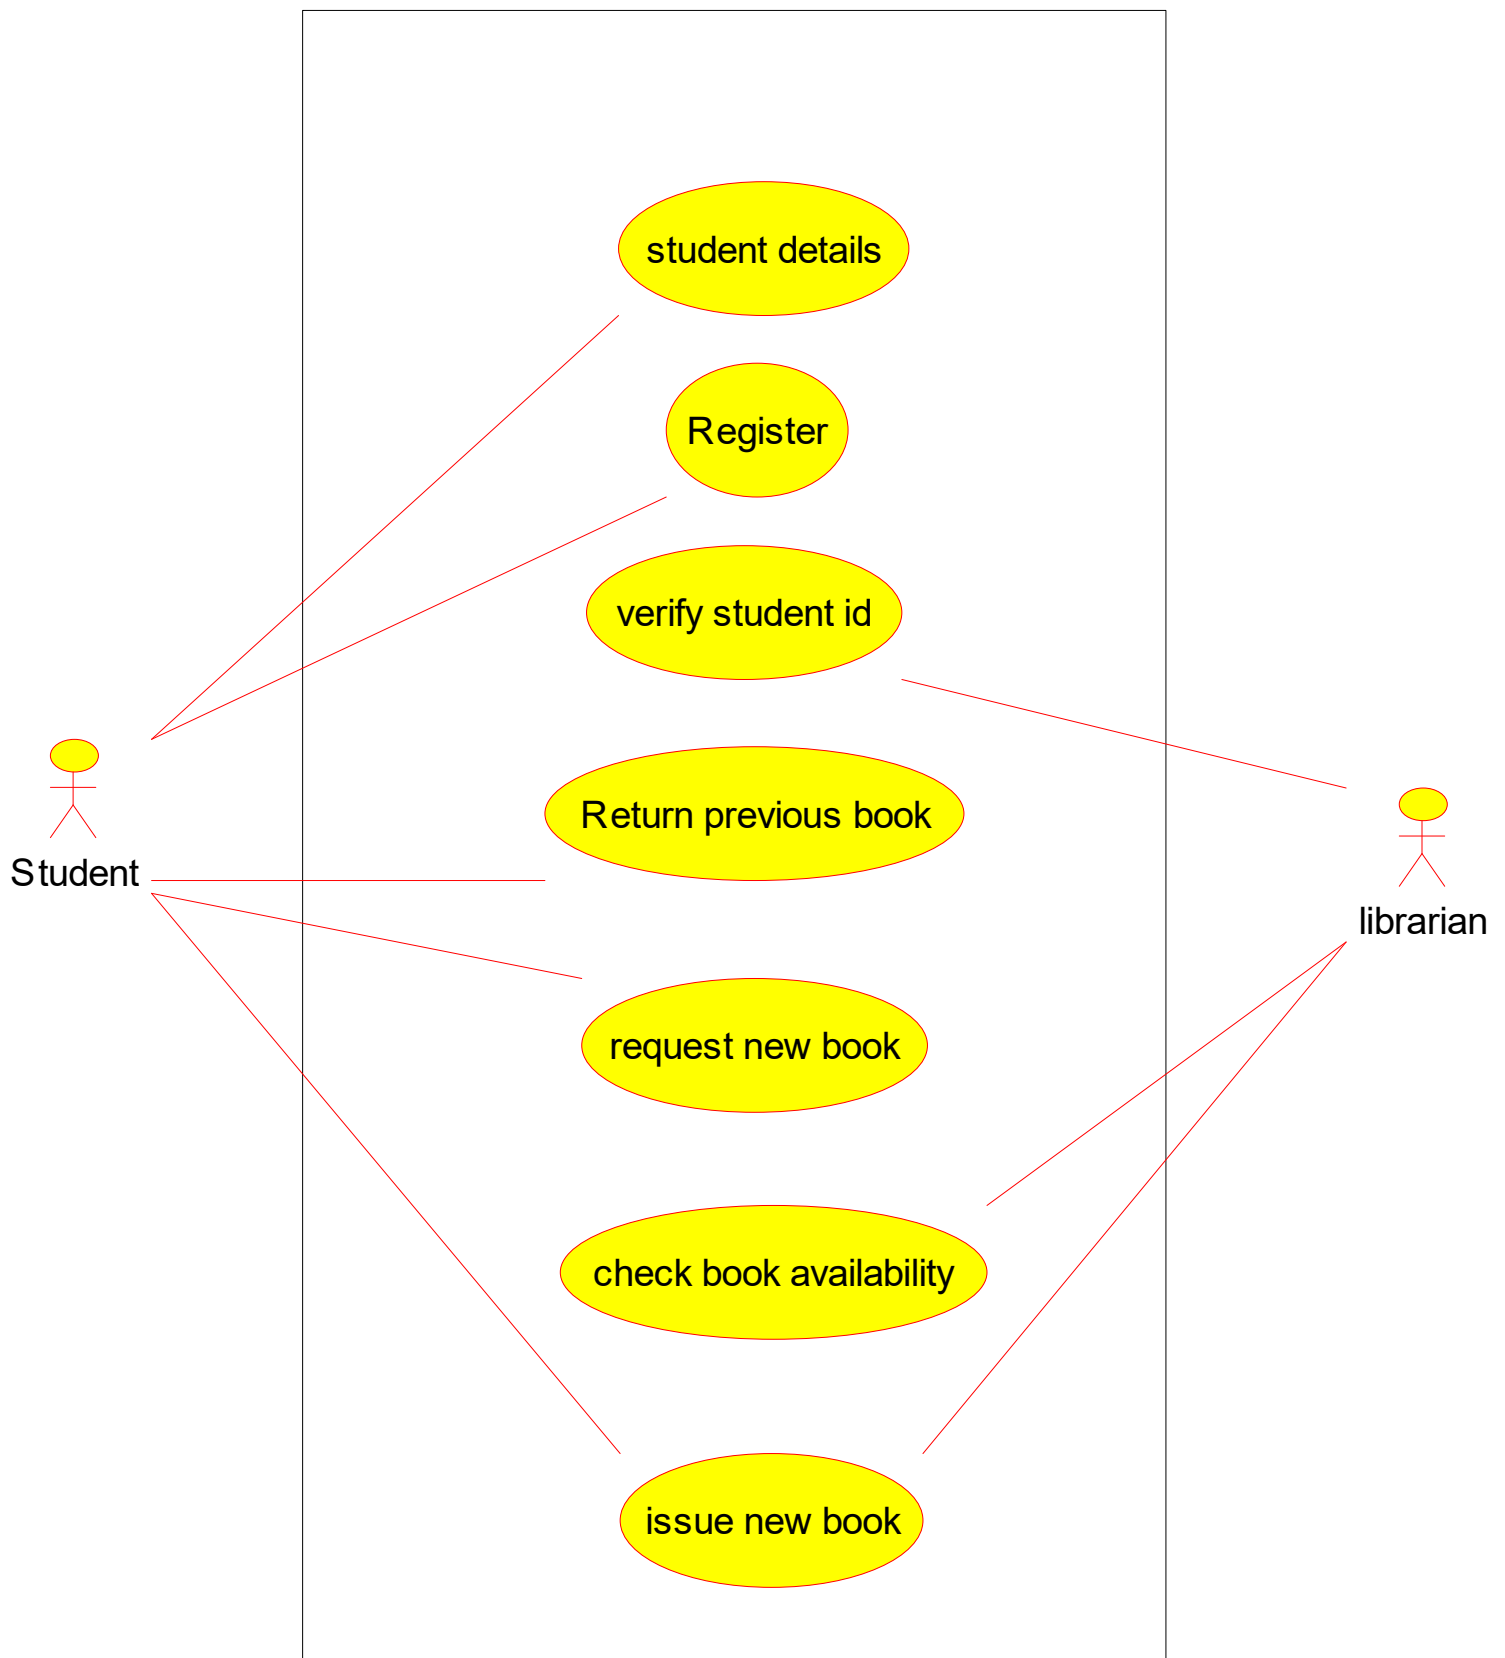 student details
Register
verify student id
Return previous book
Student
librarian
request new book
check book availability
issue new book